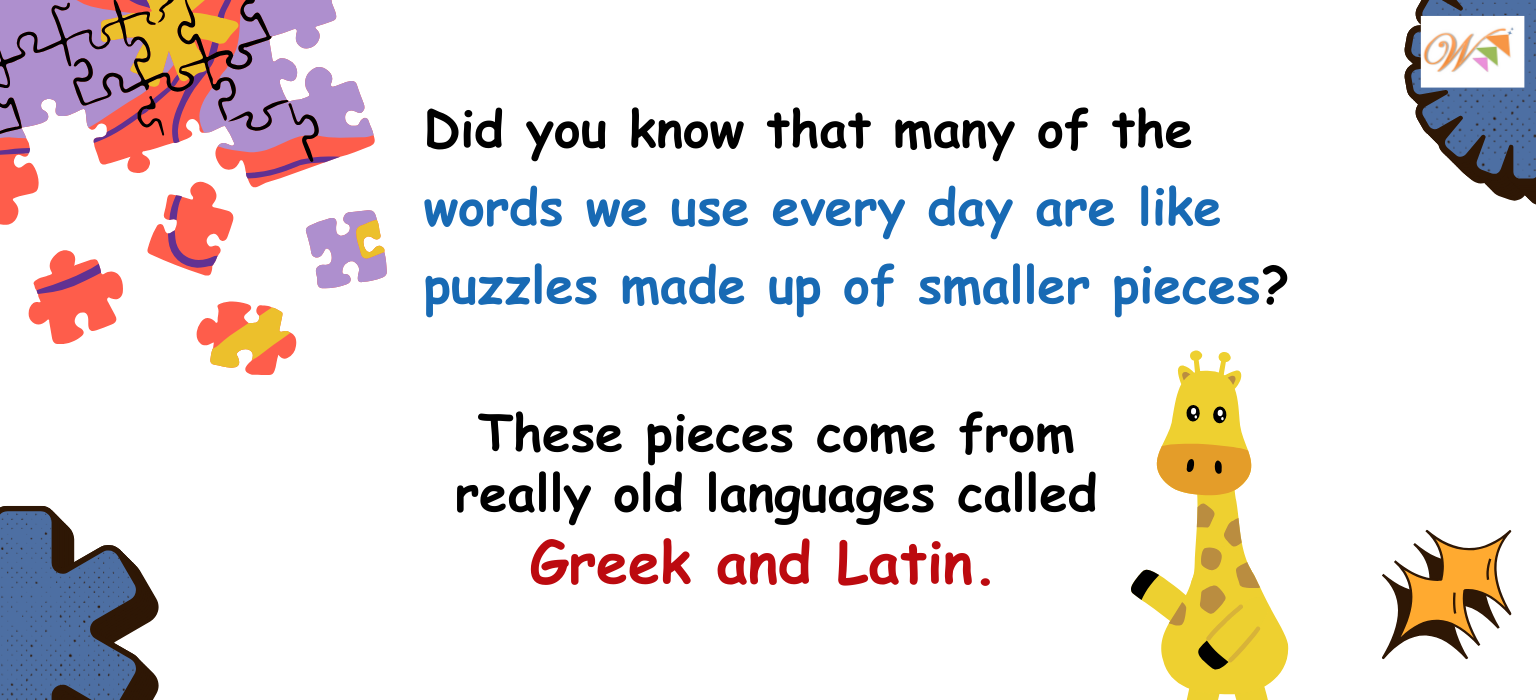 W
Did you know that many of the
words we use every day are like
puzzles made up of smaller pieces?
These pieces come from
really old languages called
Greek and Latin.